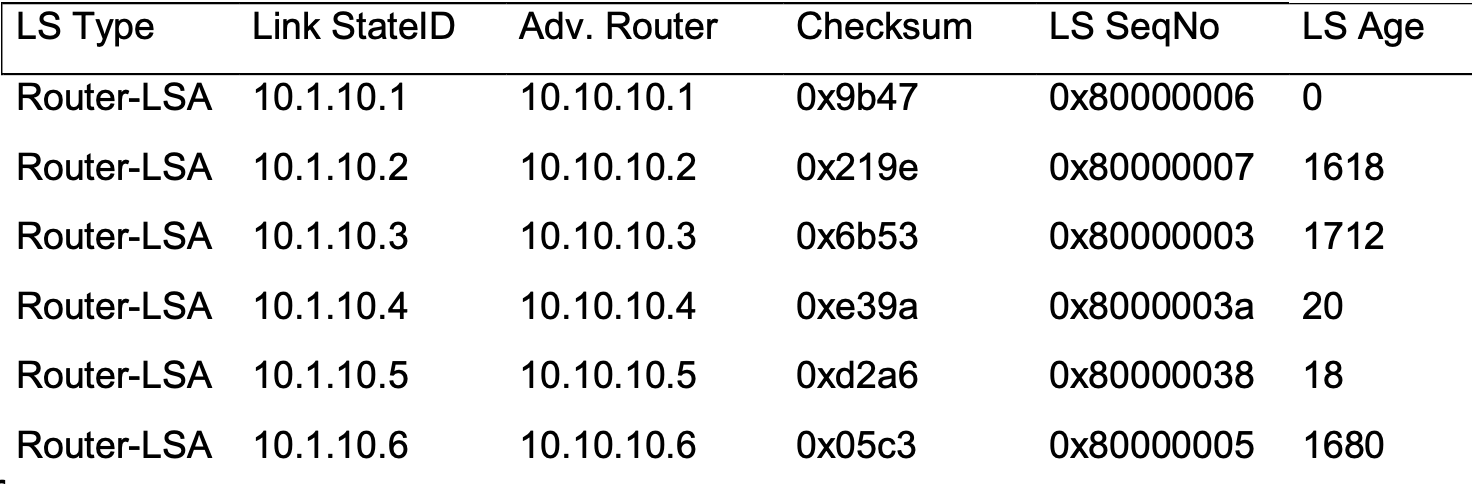 LS Type Link StateID Adv. Router Checksum LS SeqNo LS Age
Router-LSA 10.1.10.1 10.10.10.1 0x9b47 0x80000006 0
Router-LSA 10.1.10.2 10.10.10.2 0x219e 0x80000007 1618
Router-LSA 10.1.10.3 10.10.10.3 0x6b53 0x80000003 1712
Router-LSA 10.1.10.4 10.10.10.4 0xe39a 0x8000003a 20
Router-LSA 10.1.10.5 10.10.10.5 0xd2a6 0x80000038 18
Router-LSA 10.1.10.6 10.10.10.6 0x05c3 0x80000005 1680